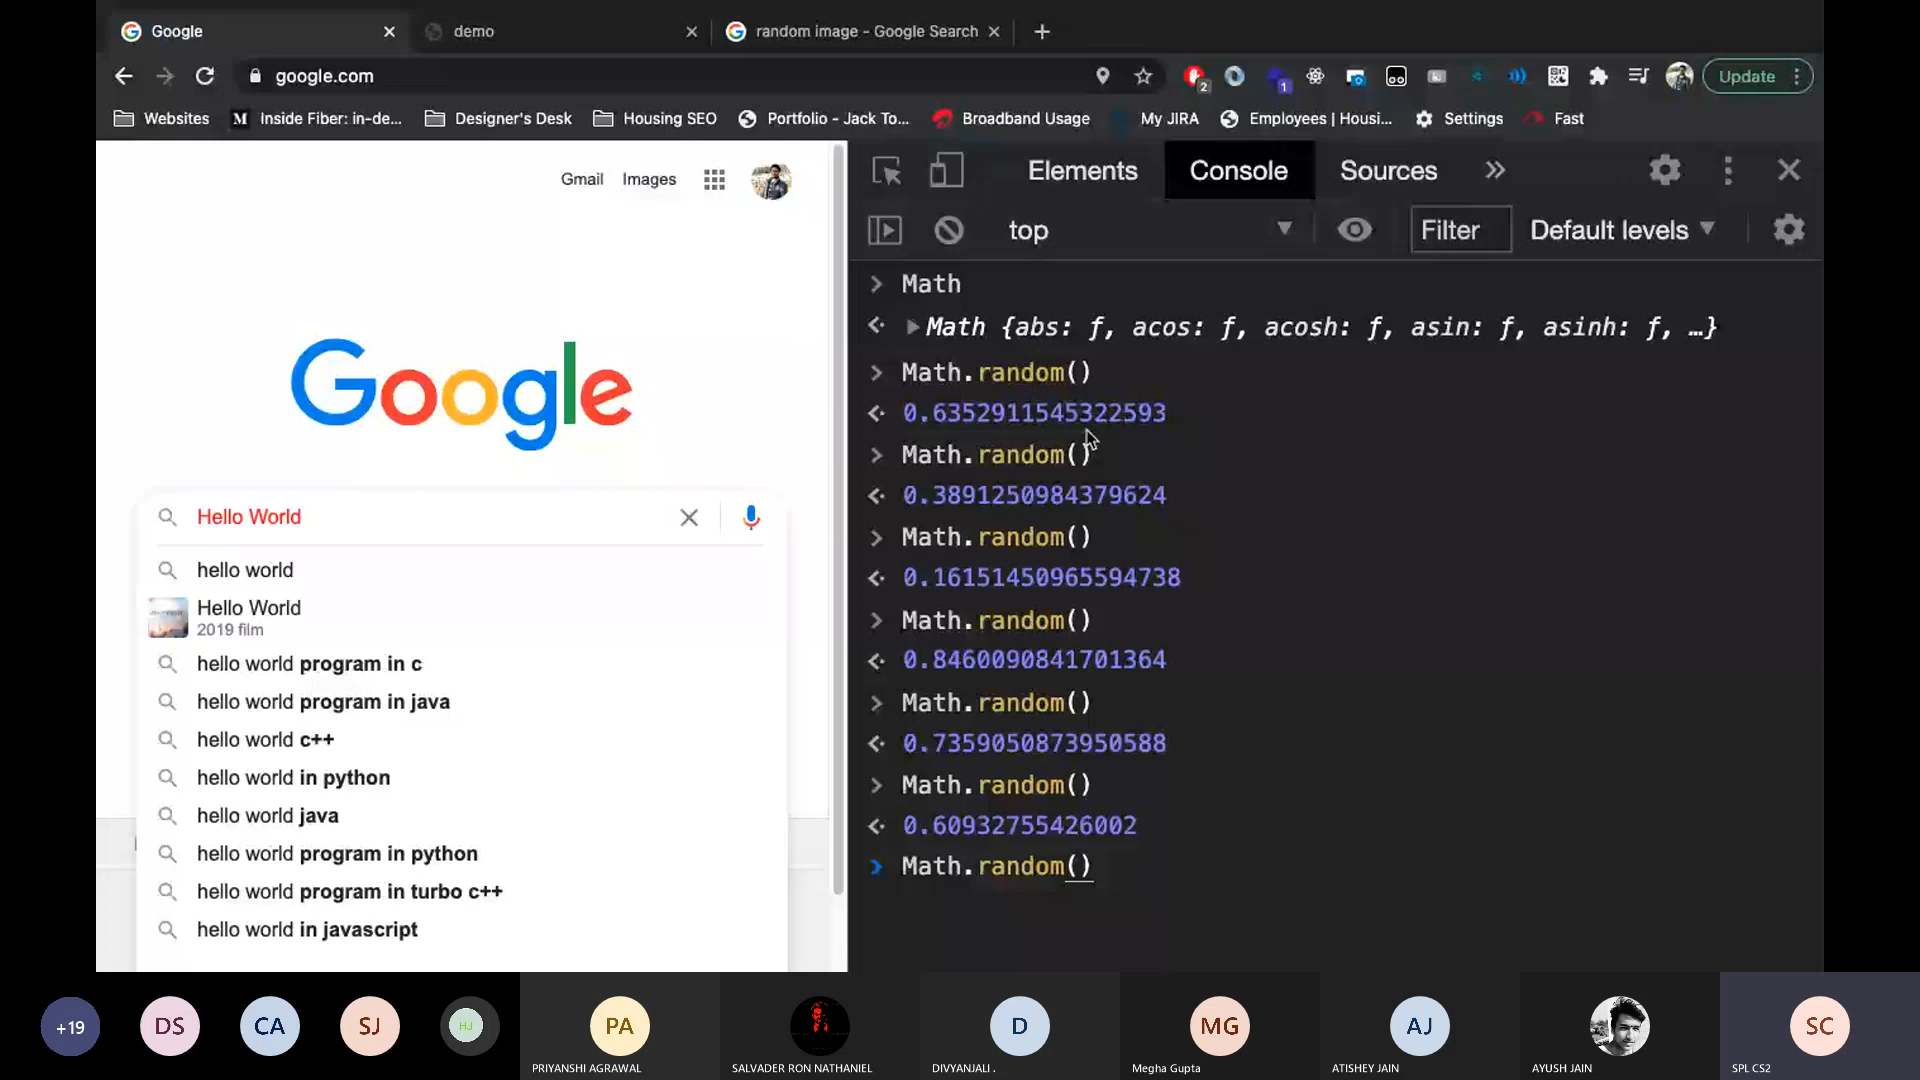 Google
demo
random image - Google Search
google.com
2
1
Update
Websites
M Inside Fiber: in-de...
Designer's Desk
Housing SEO
Portfolio - Jack To...
Broadband Usage
My JIRA
Employees | Housi...
Settings
Fast
Gmail
Images
Google
Hello World
hello world
Hello World
2019 film
hello world program in c
hello world program in java
hello world c++
hello world in python
hello world java
hello world program in python
hello world program in turbo c++
hello world in javascript
Elements
Console
Sources
top
Filter
Default levels
> Math
Math {abs: ƒ, acos: ƒ, acosh: ƒ, asin: ƒ, asinh: ƒ, …}
> Math.random()
0.6352911545322593
> Math.random()
0.3891250984379624
> Math.random()
0.16151450965594738
> Math.random()
0.8460090841701364
> Math.random()
0.7359050873950588
> Math.random()
0.60932755426002
> Math.random()
+19
DS
CA
SJ
HJ
PA
PRIYANSHI AGRAWAL
SALVADER RON NATHANIEL
D
DIVYANJALI .
MG
Megha Gupta
AJ
ATISHEY JAIN
AYUSH JAIN
SC
SPL CS2